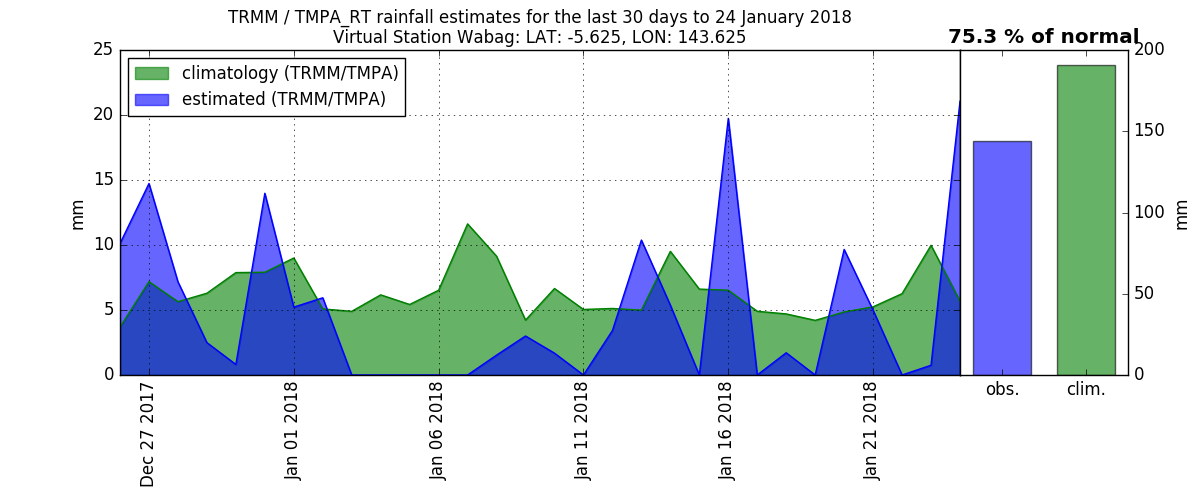 TRMM / TMPA_RT rainfall estimates for the last 30 days to 24 January 2018
Virtual Station Wabag: LAT: -5.625, LON: 143.625
75.3 % of normal
climatology (TRMM/TMPA)
estimated (TRMM/TMPA)
25
20
15
10
5
0
mm
Dec 27 2017
Jan 01 2018
Jan 06 2018
Jan 11 2018
Jan 16 2018
Jan 21 2018
obs.
clim.
200
150
100
50
0
mm